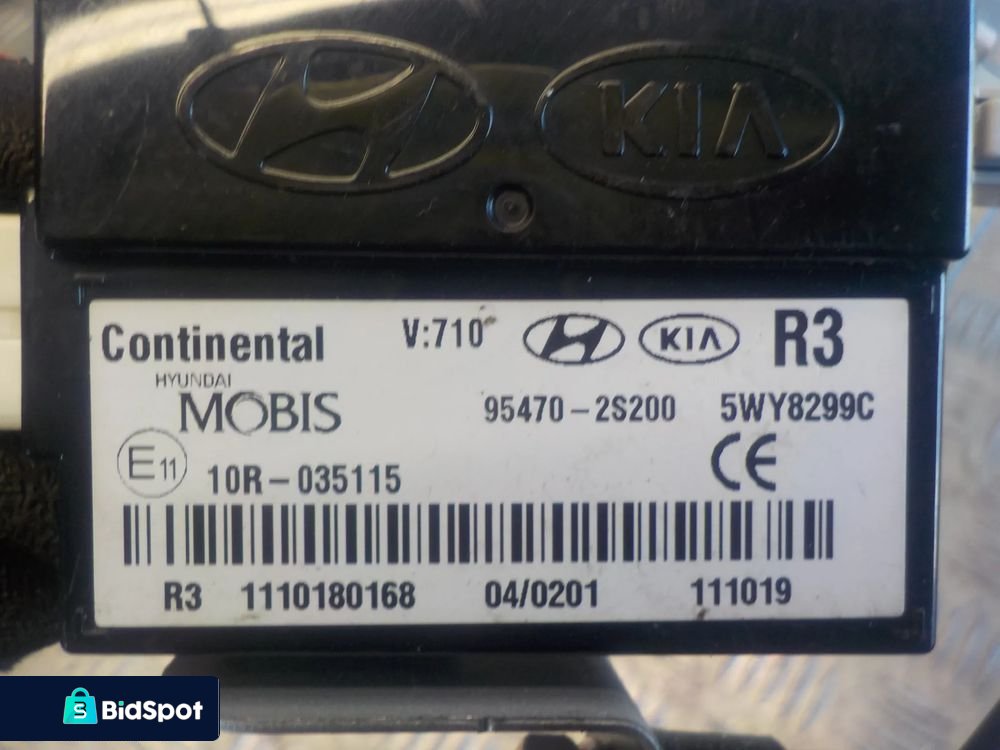 KIA
Continental V:710 KIA R3
HYUNDAI
MOBIS 95470-2S200 5WY8299C
E11 10R-035115 CE
R3 1110180168 04/0201 111019
S BidSpot